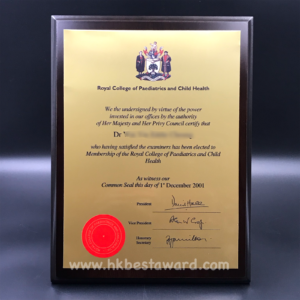 Royal College of Paediatrics and Child Health
We the undersigned by virtue of the power
invested in our offices by the authority
of Her Majesty and Her Privy Council certify that
Dr
who having satisfied the examiners has been elected to
Membership of the Royal College of Paediatrics and Child
Health
As witness our
Common Seal this day of 1st December 2001
President
Vice President
Honorary
Secretary
www.hkbestaward.com